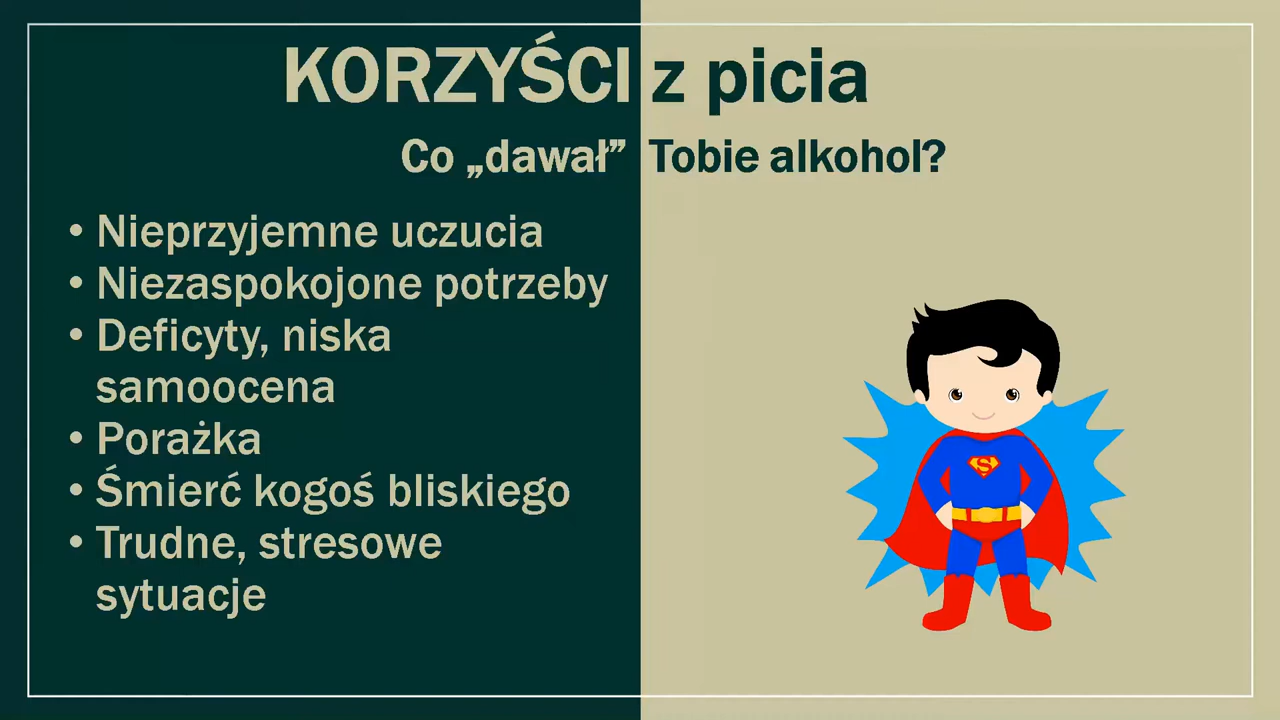 KORZYŚCI z picia
Co „dawał” Tobie alkohol?
• Nieprzyjemne uczucia
• Niezaspokojone potrzeby
• Deficyty, niska
samoocena
• Porażka
• Śmierć kogoś bliskiego
• Trudne, stresowe
sytuacje
S